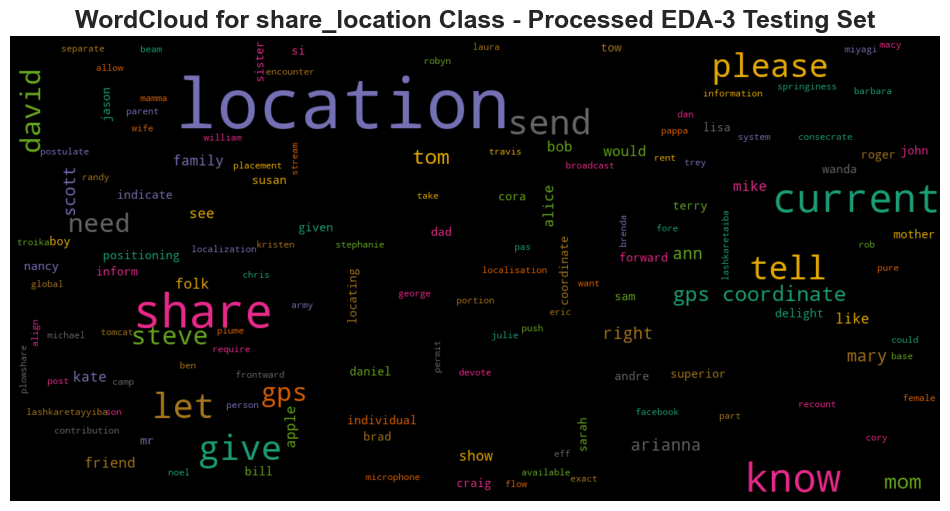 WordCloud for share_location Class - Processed EDA-3 Testing Set
separate beam sister si laura tow miyagi macy
allow encounter robyn please
david jason mamma location information springiness barbara
parent wife william send dan pappa lisa system consecrate
postulate family placement stream tom travis bob would rent trey roger john
randy scott indicate susan broadcast wanda
take cora alice mike current
need see given dad terry brenda fore mother
troika boy positioning localization kristen stephanie pas ann rob
nancy inform chris locating localisation coordinate forward lashkaretaiba tell pure
global folk army george portion want sam gps coordinate
share eric delight like
align michael tomcat steve plume push julie right could
plowshare require permit base
post kate camp ben frontward daniel devote andre superior mary female
let gps person facebook recount
lashkaretayyiba son apple individual part
contribution mr give brad sarah arianna cory
friend noel bill show eff
microphone craig flow available exact know mom